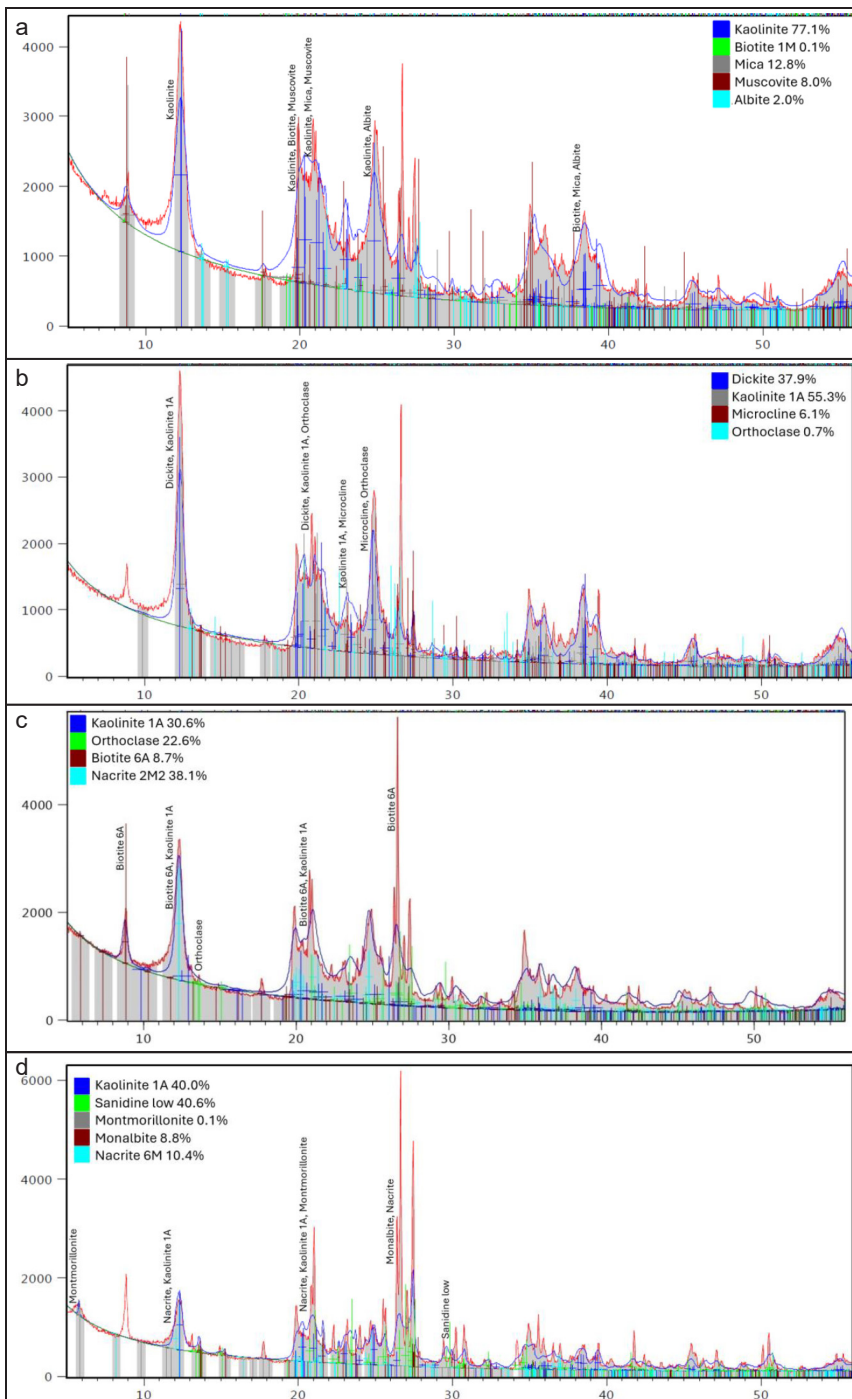 a
4000
3000
2000
1000
0
Kaolinite
Kaolinite, Biotite, Muscovite
Kaolinite, Mica, Muscovite
Kaolinite, Albite
Biotite, Mica, Albite
Kaolinite 77.1%
Biotite 1M 0.1%
Mica 12.8%
Muscovite 8.0%
Albite 2.0%
10 20 30 40 50
b
4000
3000
2000
1000
0
Dickite, Kaolinite 1A
Dickite, Kaolinite 1A, Orthoclase
Kaolinite 1A, Microcline
Microcline, Orthoclase
Dickite 37.9%
Kaolinite 1A 55.3%
Microcline 6.1%
Orthoclase 0.7%
10 20 30 40 50
c
Kaolinite 1A 30.6%
Orthoclase 22.6%
Biotite 6A 8.7%
Nacrite 2M2 38.1%
4000
2000
0
Biotite 6A
Biotite 6A, Kaolinite 1A
Orthoclase
Biotite 6A, Kaolinite 1A
Biotite 6A
10 20 30 40 50
d
6000
Kaolinite 1A 40.0%
Sanidine low 40.6%
Montmorillonite 0.1%
Monalbite 8.8%
Nacrite 6M 10.4%
4000
2000
0
Montmorillonite
Nacrite, Kaolinite 1A
Nacrite, Kaolinite 1A, Montmorillonite
Monalbite, Nacrite
Sanidine low
10 20 30 40 50